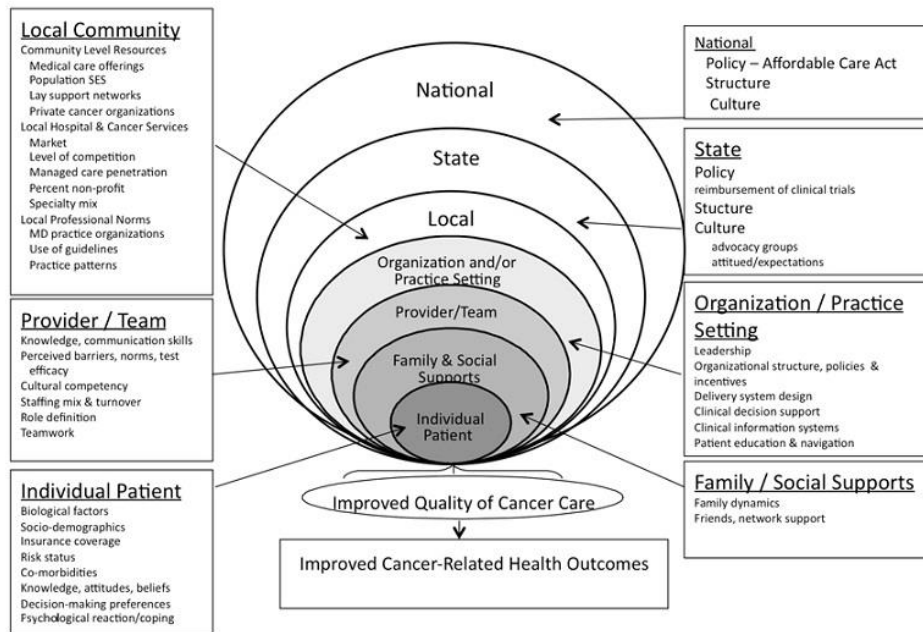 Local Community
Community Level Resources
Medical care offerings
Population SES
Lay support networks
Private cancer organizations
Local Hospital & Cancer Services
Market
Level of competition
Managed care penetration
Percent non-profit
Specialty mix
Local Professional Norms
MD practice organizations
Use of guidelines
Practice patterns
Provider / Team
Knowledge, communication skills
Perceived barriers, norms, test
efficacy
Cultural competency
Staffing mix & turnover
Role definition
Teamwork
Individual Patient
Biological factors
Socio-demographics
Insurance coverage
Risk status
Co-morbidities
Knowledge, attitudes, beliefs
Decision-making preferences
Psychological reaction/coping
National
State
Local
Organization and/or
Practice Setting
Provider/Team
Family & Social
Supports
Individual
Patient
Improved Quality of Cancer Care
Improved Cancer-Related Health Outcomes
National
Policy – Affordable Care Act
Structure
Culture
State
Policy
reimbursement of clinical trials
Stucture
Culture
advocacy groups
attitued/expectations
Organization / Practice
Setting
Leadership
Organizational structure, policies &
incentives
Delivery system design
Clinical decision support
Clinical information systems
Patient education & navigation
Family / Social Supports
Family dynamics
Friends, network support